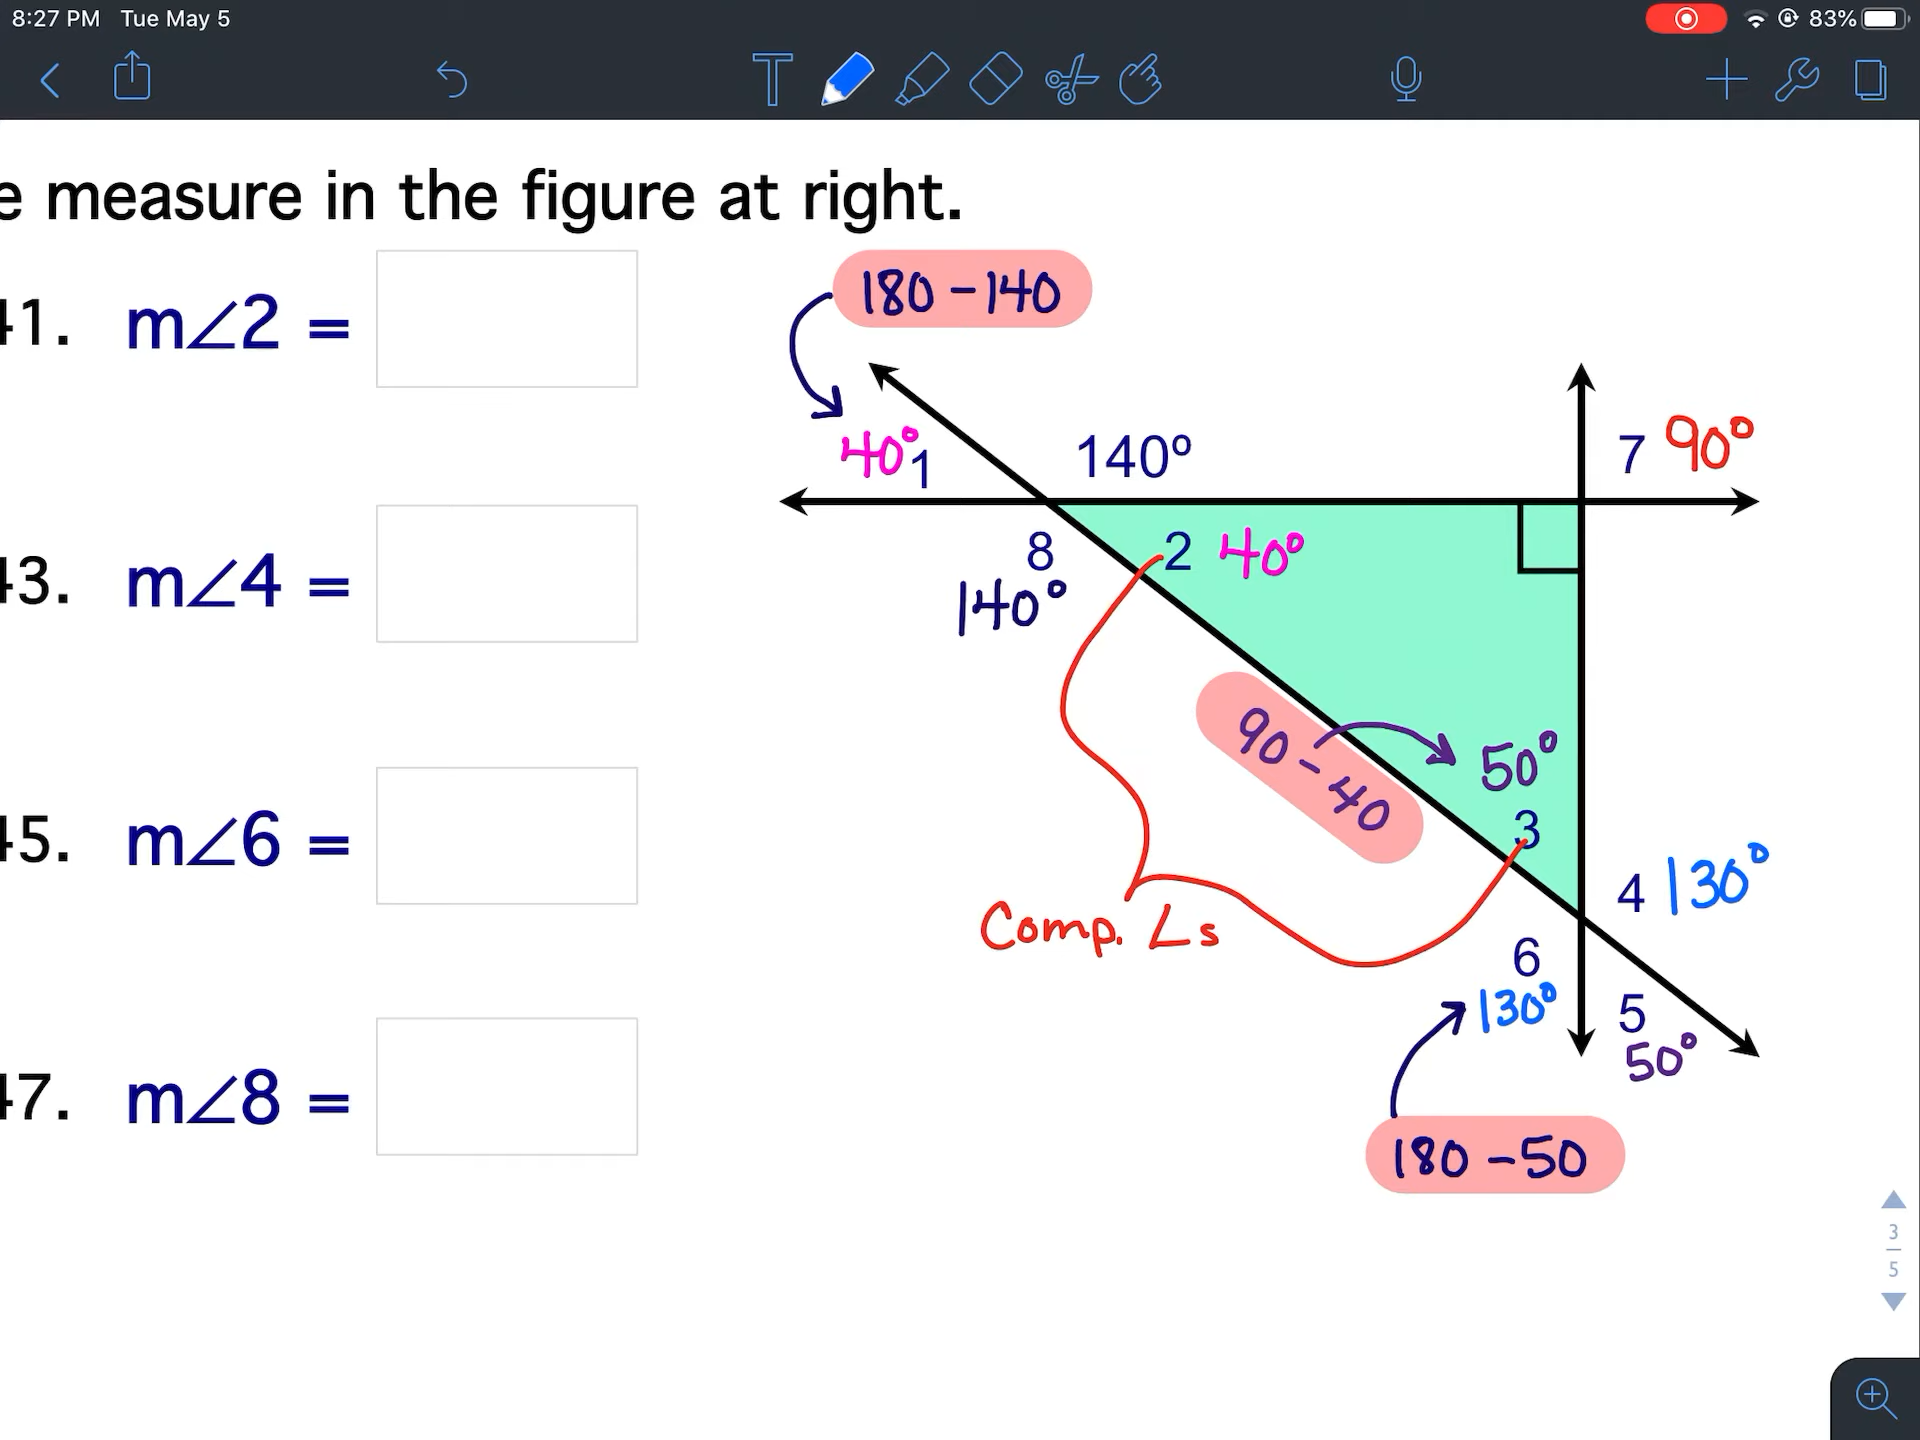 8:27 PM Tue May 5
83%
e measure in the figure at right.
41. m∠2 =
43. m∠4 =
45. m∠6 =
47. m∠8 =
180 - 140
40° 1
140°
7 90°
8
140°
2 40°
90 - 40
50°
3
4 130°
Comp. ∠s
6
130°
5
50°
180 - 50
3
5